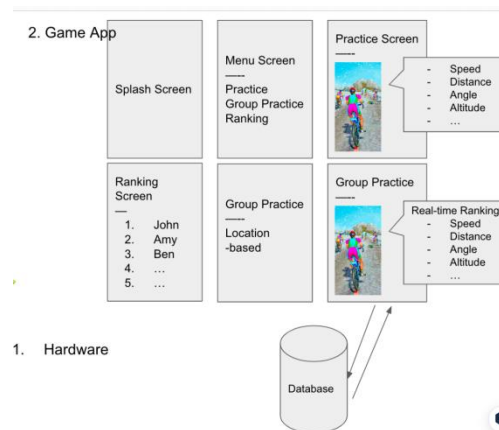 2. Game App
Splash Screen
Menu Screen
-----
Practice
Group Practice
Ranking
Practice Screen
-----
- Speed
- Distance
- Angle
- Altitude
- ...
Ranking
Screen
—
1. John
2. Amy
3. Ben
4. ...
5. ...
Group Practice
-----
Location
-based
Group Practice
-----
Real-time Ranking
- Speed
- Distance
- Angle
- Altitude
- ...
1. Hardware
Database